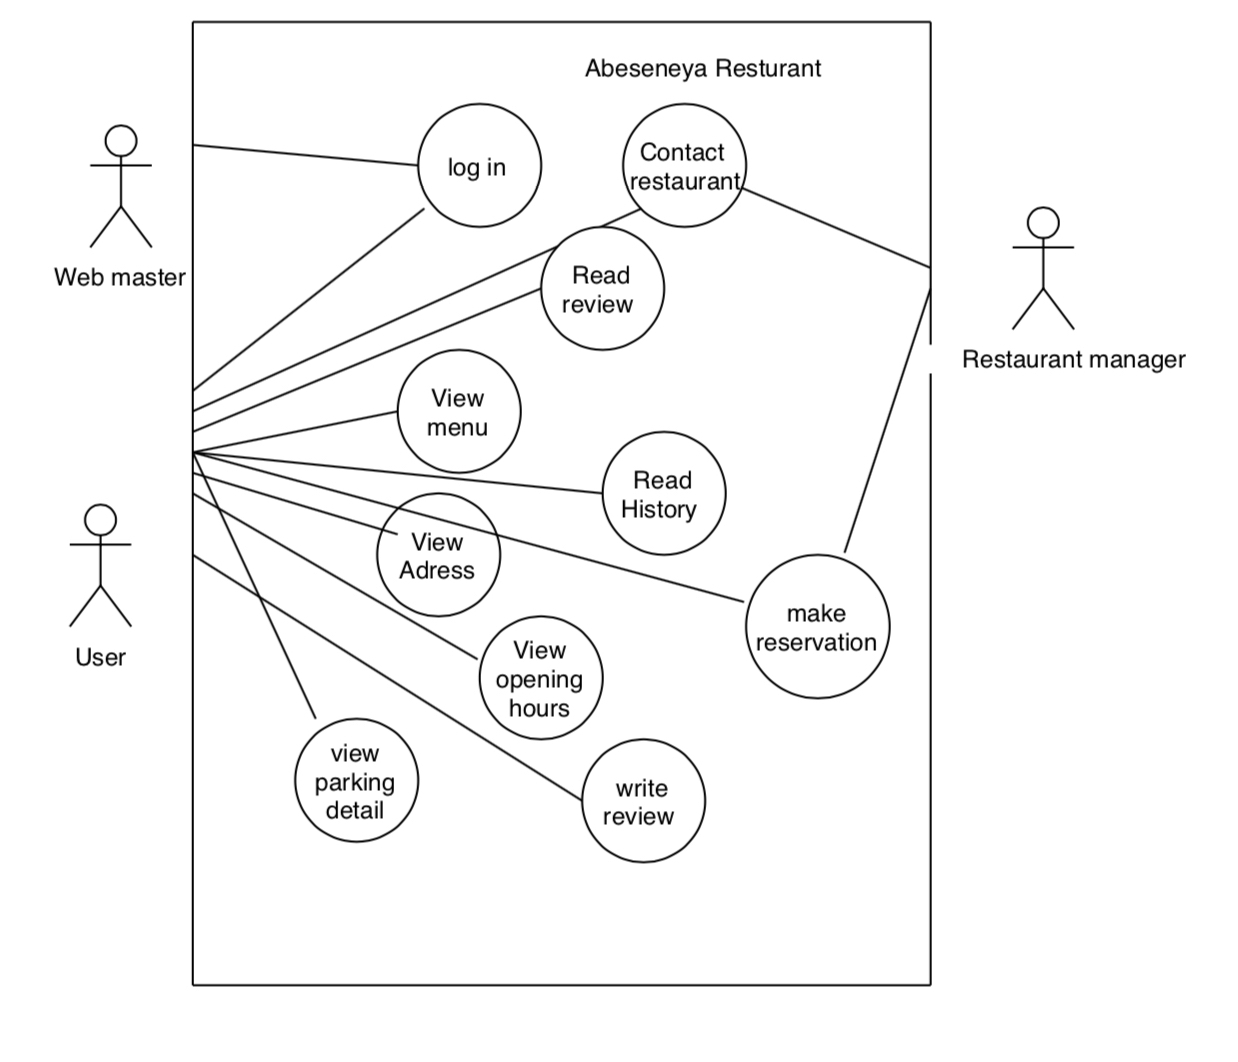 Abeseneya Resturant
log in
Contact
restaurant
Web master
Read
review
Restaurant manager
View
menu
Read
History
View
Adress
make
reservation
User
View
opening
hours
view
parking
detail
write
review